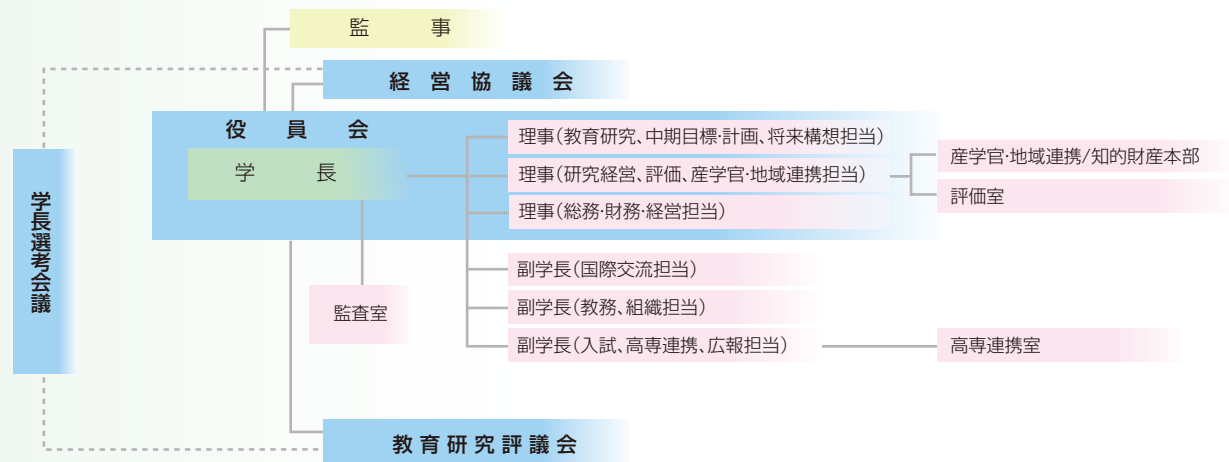 監事
経営協議会
役員会
学長
理事(教育研究、中期目標・計画、将来構想担当)
理事(研究経営、評価、産学官・地域連携担当)
理事(総務・財務・経営担当)
産学官・地域連携/知的財産本部
評価室
学長選考会議
監査室
副学長(国際交流担当)
副学長(教務、組織担当)
副学長(入試、高専連携、広報担当)
高専連携室
教育研究評議会